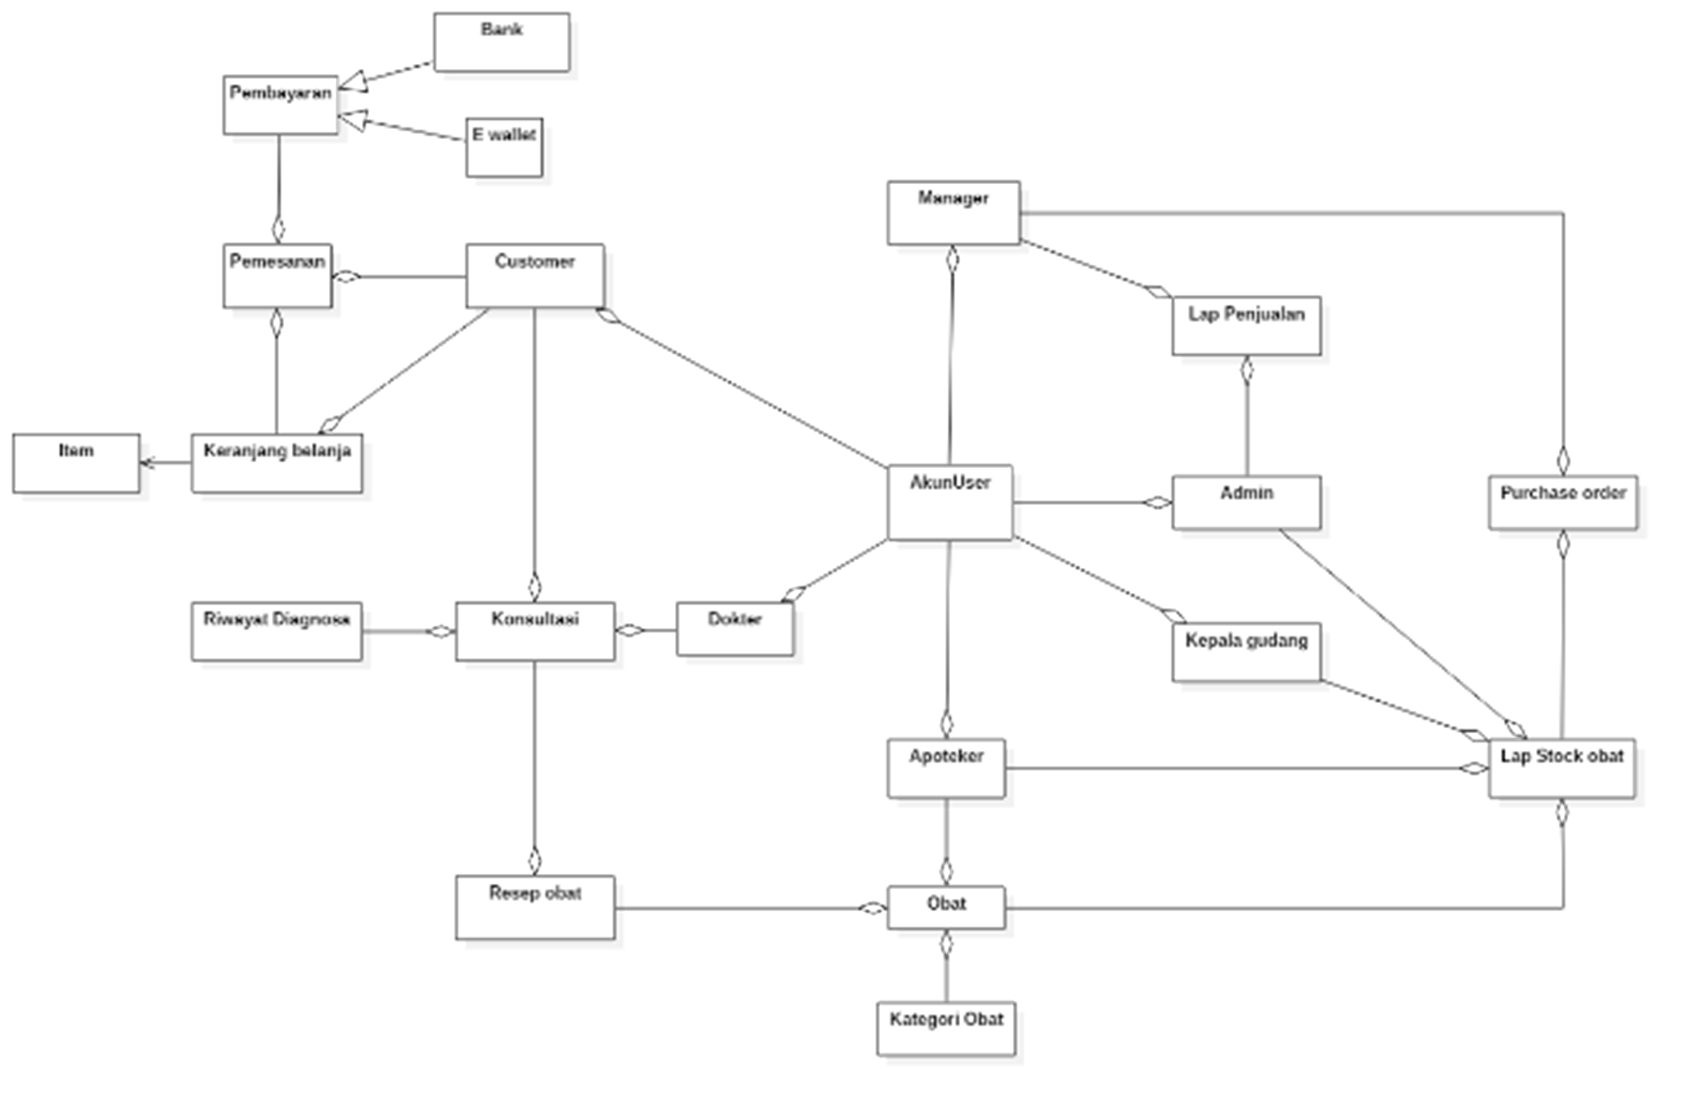 Bank
Pembayaran
E wallet
Manager
Pemesanan
Customer
Lap Penjualan
Item
Keranjang belanja
AkunUser
Admin
Purchase order
Riwayat Diagnosa
Konsultasi
Dokter
Kepala gudang
Apoteker
Lap Stock obat
Resep obat
Obat
Kategori Obat